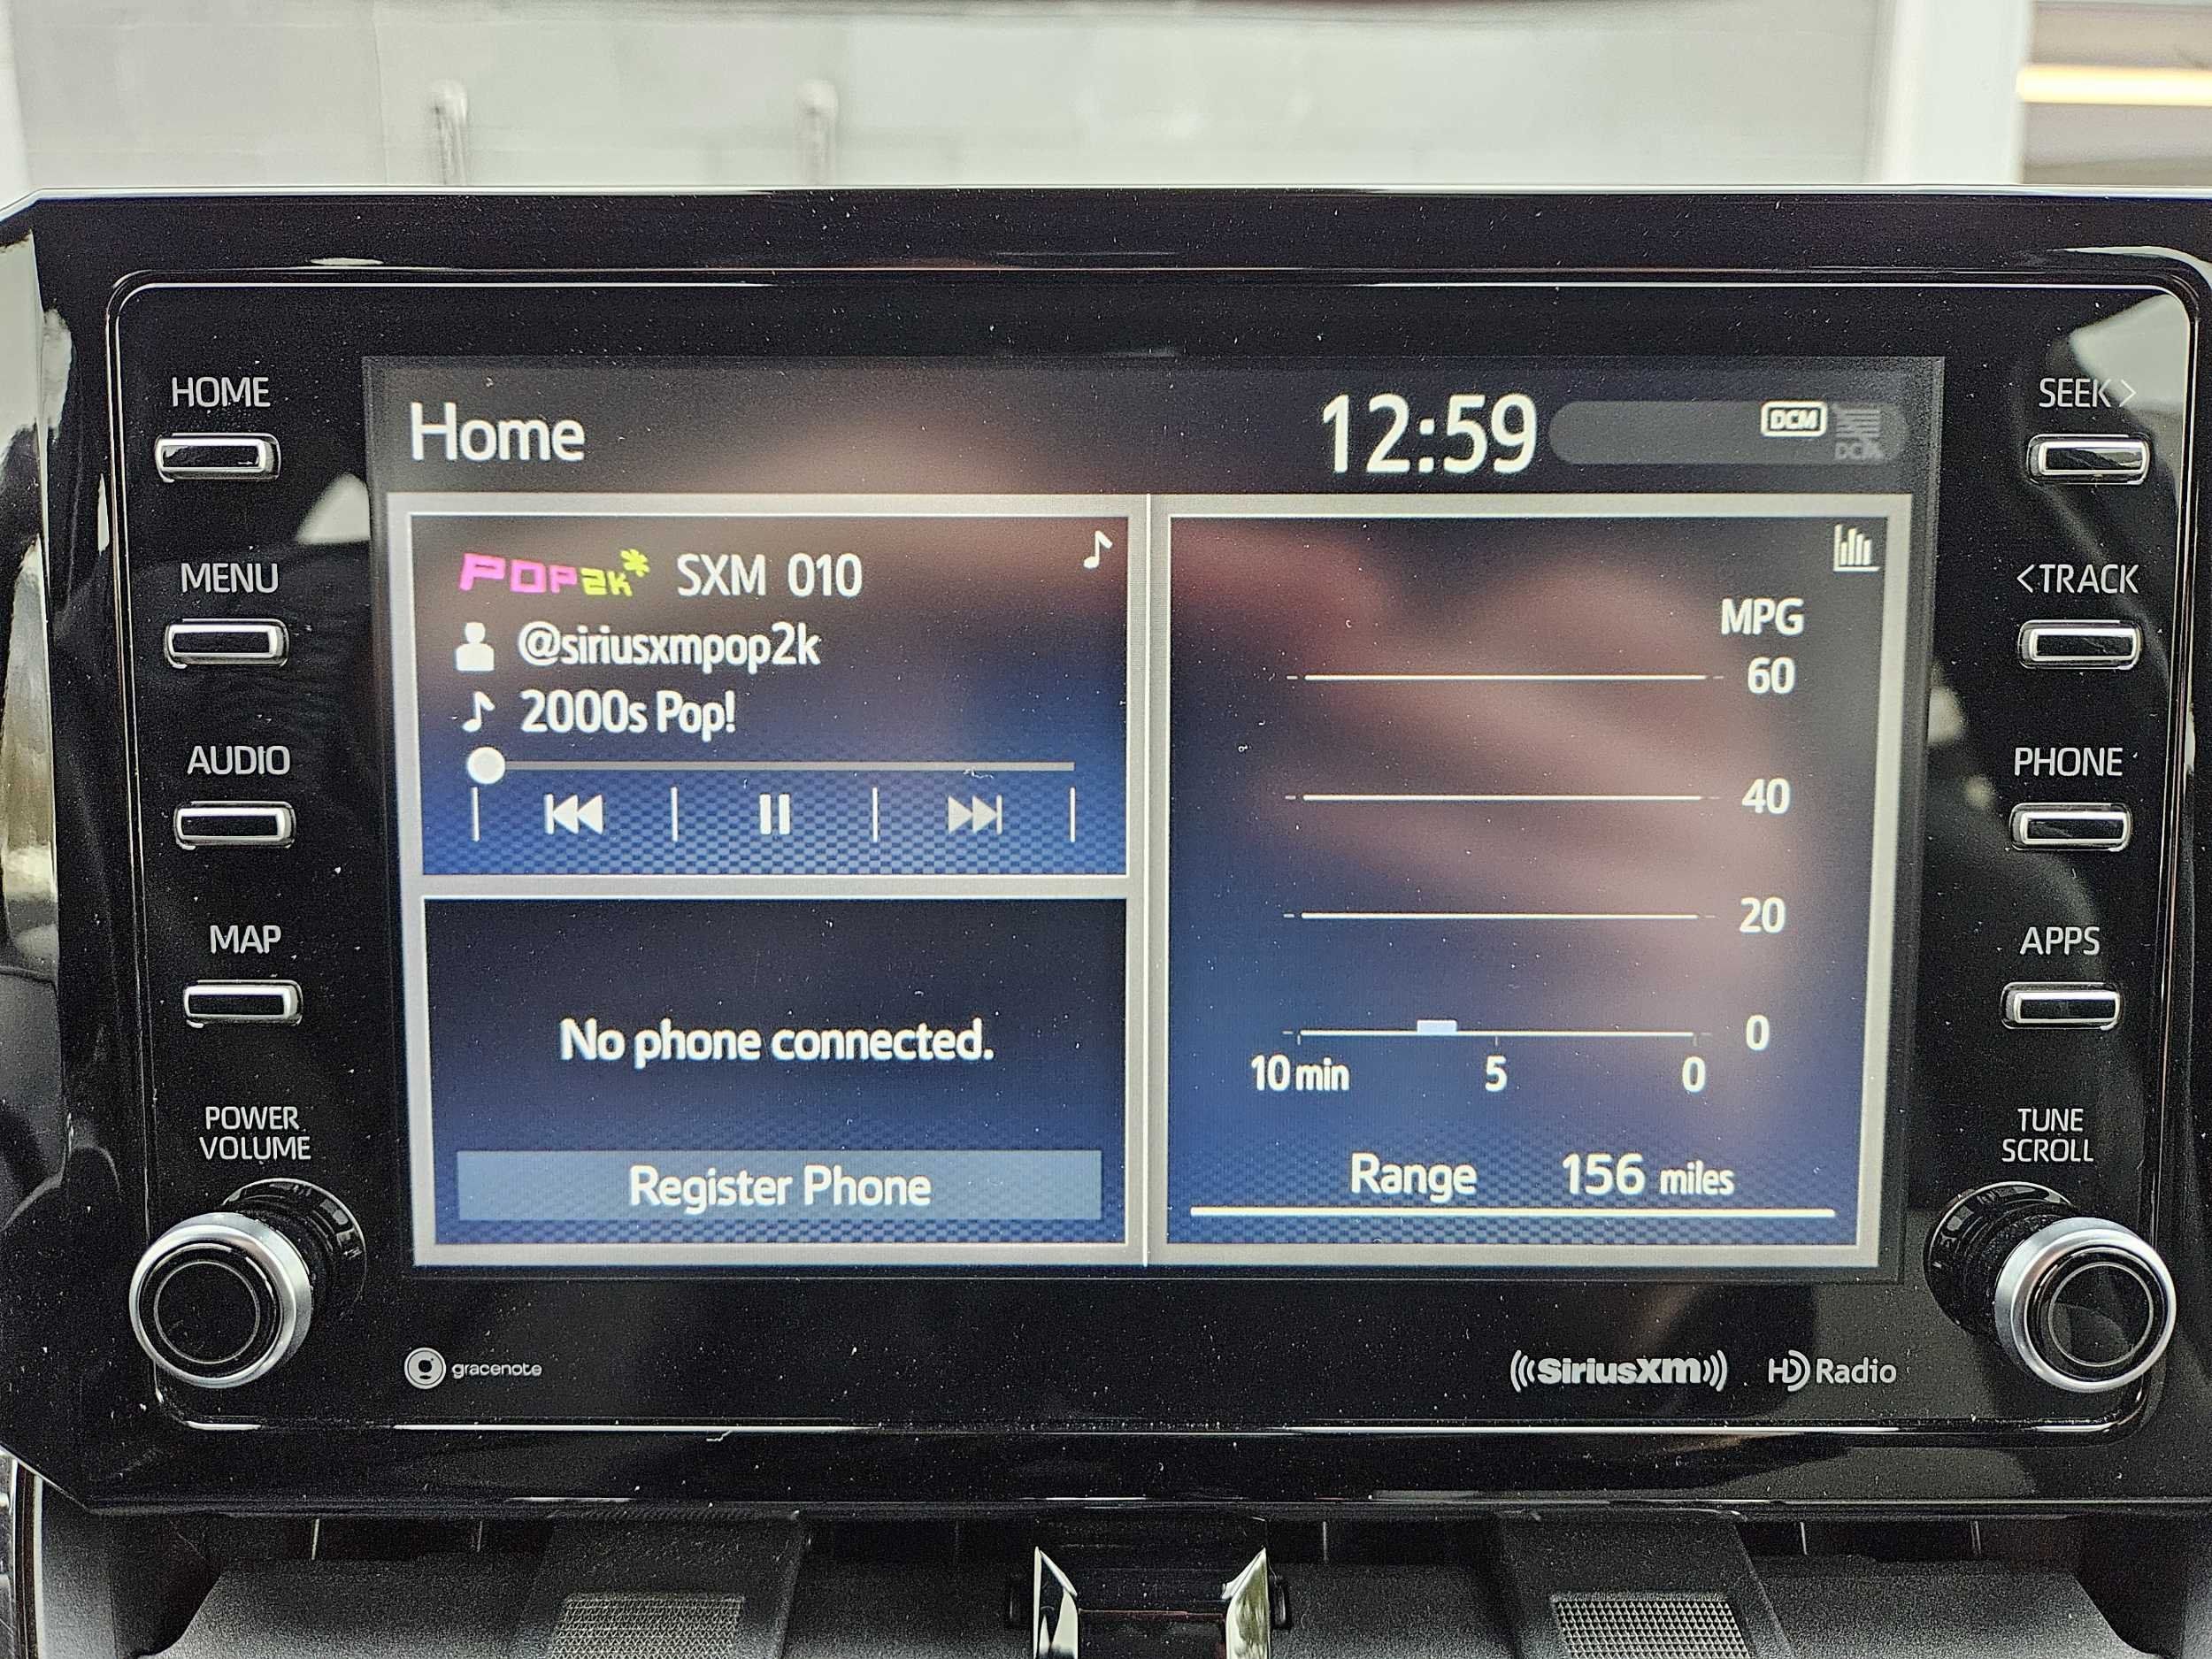 HOME
MENU
AUDIO
MAP
POWER
VOLUME
Home
12:59
DCM
POP2K SXM 010
@siriusxmpop2k
2000s Pop!
No phone connected.
Register Phone
MPG
60
40
20
0
10 min 5 0
Range 156 miles
SEEK >
< TRACK
PHONE
APPS
TUNE
SCROLL
gracenote
((SiriusXM))
HD Radio